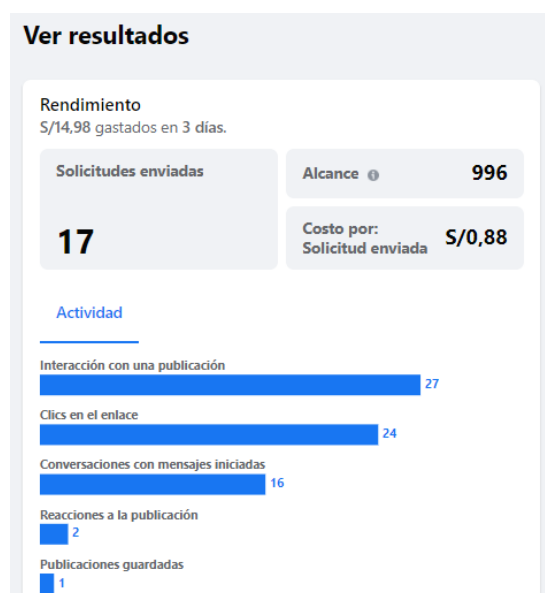 Ver resultados
Rendimiento
S/14,98 gastados en 3 días.
Solicitudes enviadas
17
Alcance
996
Costo por:
Solicitud enviada
S/0,88
Actividad
Interacción con una publicación
27
Clics en el enlace
24
Conversaciones con mensajes iniciadas
16
Reacciones a la publicación
2
Publicaciones guardadas
1